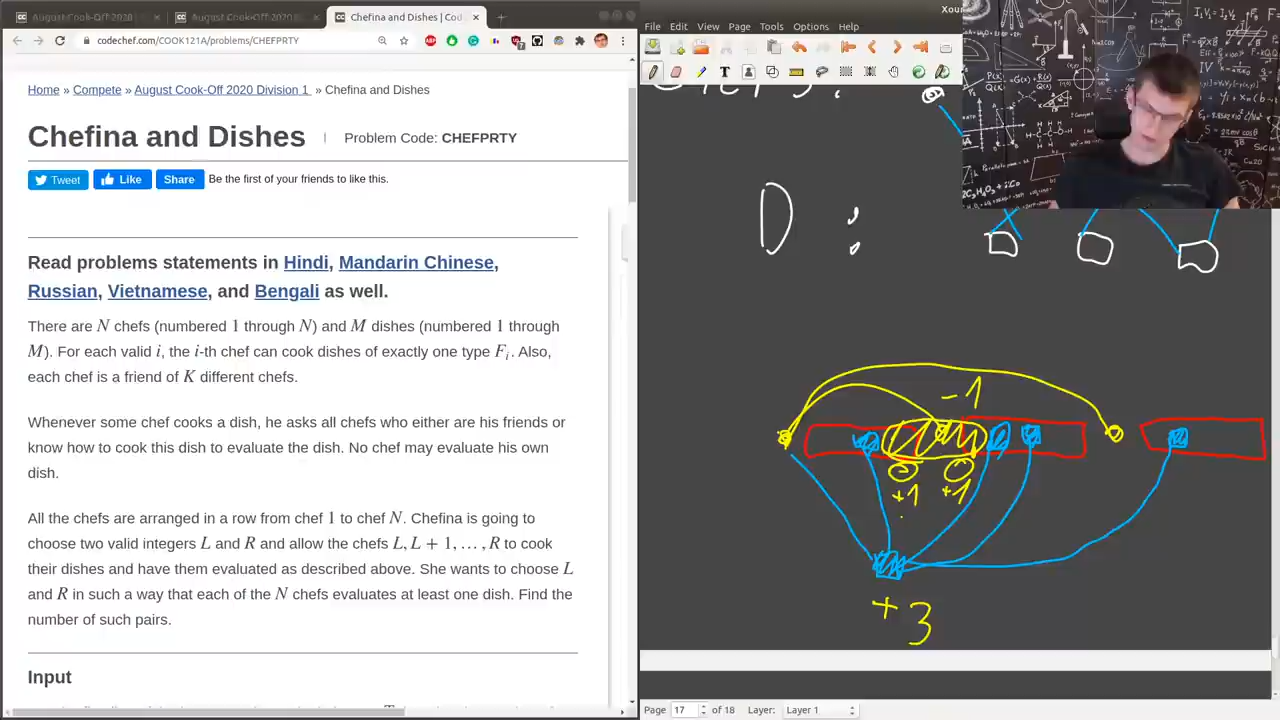 August Cook-Off 2020
August Cook-Off 2020
Chefina and Dishes | Cod
Xour
codechef.com/COOK121A/problems/CHEFPRTY
File Edit View Page Tools Options Help
Home » Compete » August Cook-Off 2020 Division 1 » Chefina and Dishes
Chefina and Dishes
Problem Code: CHEFPRTY
Tweet Like Share Be the first of your friends to like this.
D :
Read problems statements in Hindi, Mandarin Chinese,
Russian, Vietnamese, and Bengali as well.
There are N chefs (numbered 1 through N) and M dishes (numbered 1 through
M). For each valid i, the i-th chef can cook dishes of exactly one type Fi. Also,
each chef is a friend of K different chefs.
Whenever some chef cooks a dish, he asks all chefs who either are his friends or
know how to cook this dish to evaluate the dish. No chef may evaluate his own
dish.
All the chefs are arranged in a row from chef 1 to chef N. Chefina is going to
choose two valid integers L and R and allow the chefs L, L + 1, …, R to cook
their dishes and have them evaluated as described above. She wants to choose L
and R in such a way that each of the N chefs evaluates at least one dish. Find the
number of such pairs.
Input
-1
+1 +1
+3
Page 17 of 18 Layer: Layer 1